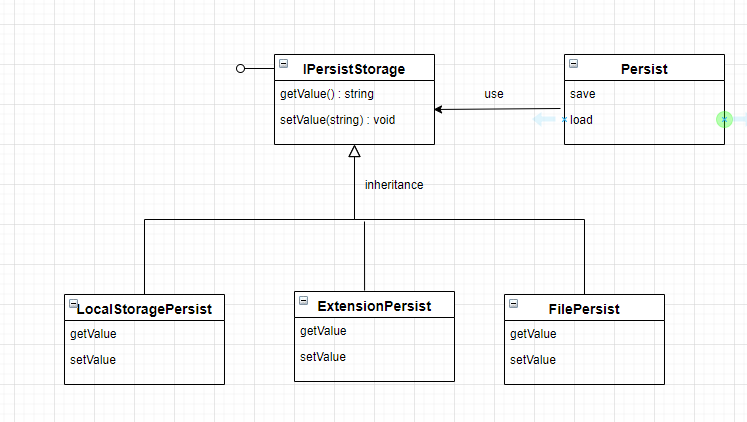 IPersistStorage
getValue() : string
setValue(string) : void
use
Persist
save
load
inheritance
LocalStoragePersist
getValue
setValue
ExtensionPersist
getValue
setValue
FilePersist
getValue
setValue